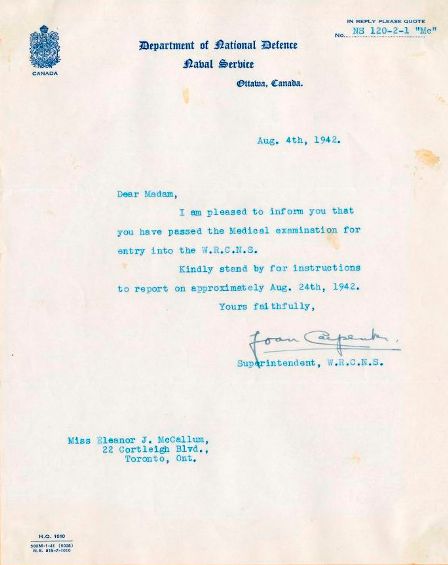 IN REPLY PLEASE QUOTE
No. NS 120-2-1 "Mc"
CANADA
Department of National Defence
Naval Service
Ottawa, Canada.
Aug. 4th, 1942.
Dear Madam,
I am pleased to inform you that
you have passed the Medical examination for
entry into the W.R.C.N.S.
Kindly stand by for instructions
to report on approximately Aug. 24th, 1942.
Yours faithfully,
Joan Carpenter.
Superintendent, W.R.C.N.S.
Miss Eleanor J. McCallum,
22 Cortleigh Blvd.,
Toronto, Ont.
H.Q. 1010